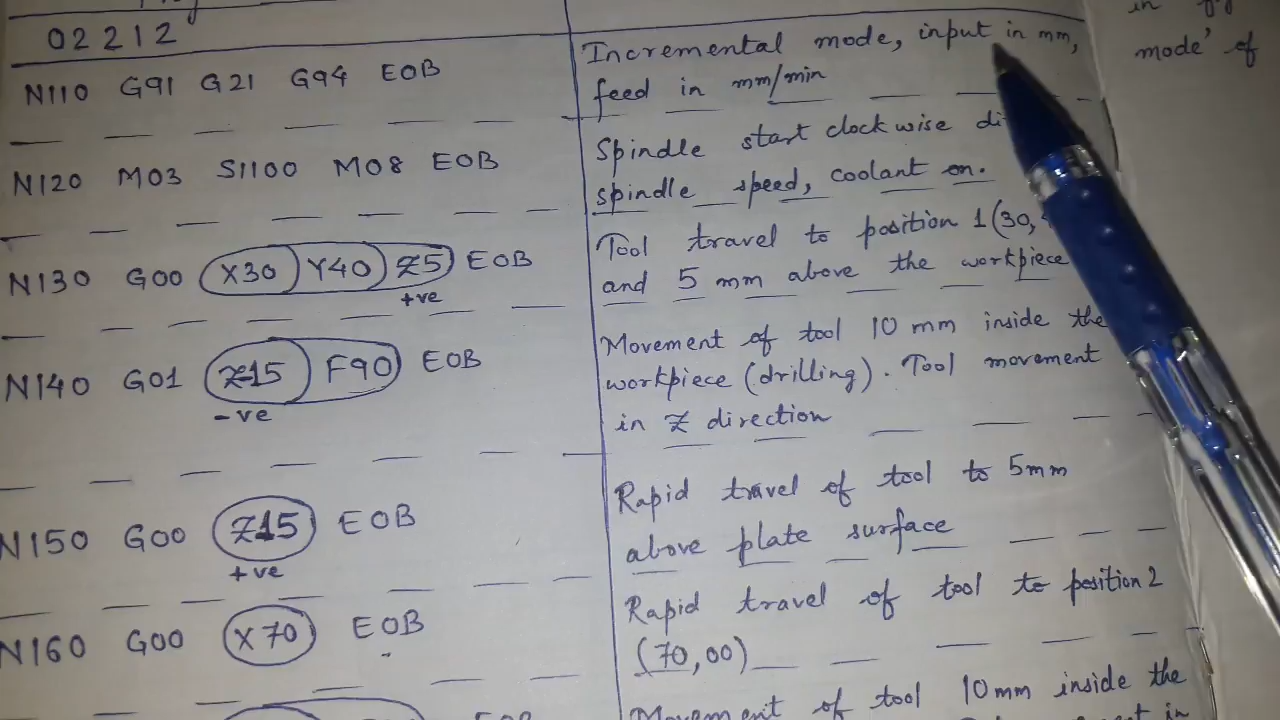 02212
N110 G91 G21 G94 EOB
Incremental mode, input in mm,
feed in mm/min
N120 M03 S1100 M08 EOB
Spindle start clockwise
spindle speed, coolant on.
N130 G00 X30 Y40 Z5 EOB
+ve
Tool travel to position 1 (30,
and 5 mm above the workpiece
N140 G01 Z-15 F90 EOB
-ve
Movement of tool 10 mm inside the
workpiece (drilling). Tool movement
in Z direction
N150 G00 Z15 EOB
+ve
Rapid travel of tool to 5mm
above plate surface
N160 G00 X70 EOB
Rapid travel of tool to position 2
(70,00)
Movement of tool 10mm inside the
in
mode' of